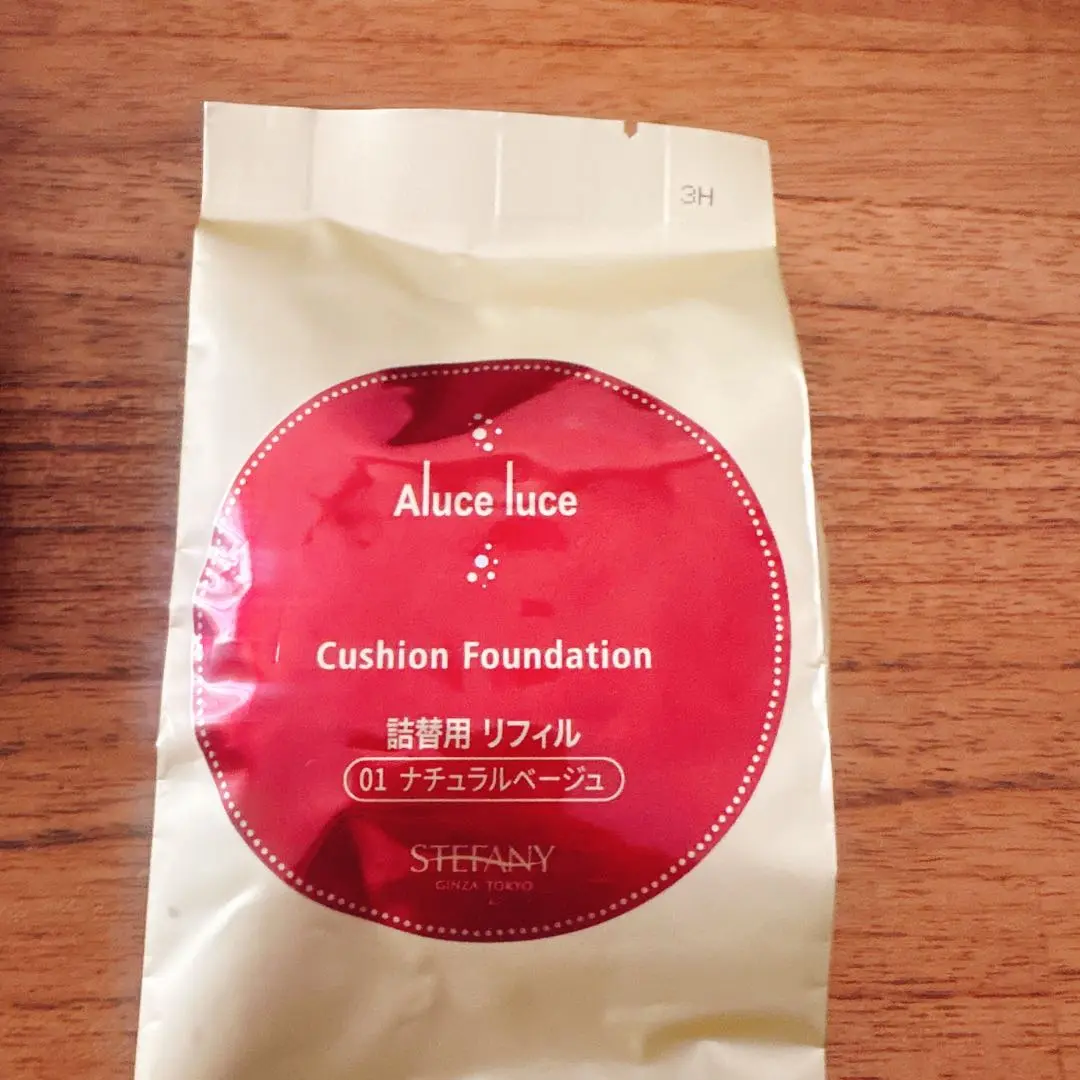 3H
Aluce luce
Cushion Foundation
詰替用 リフィル
01 ナチュラルベージュ
STEFANY
GINZA TOKYO